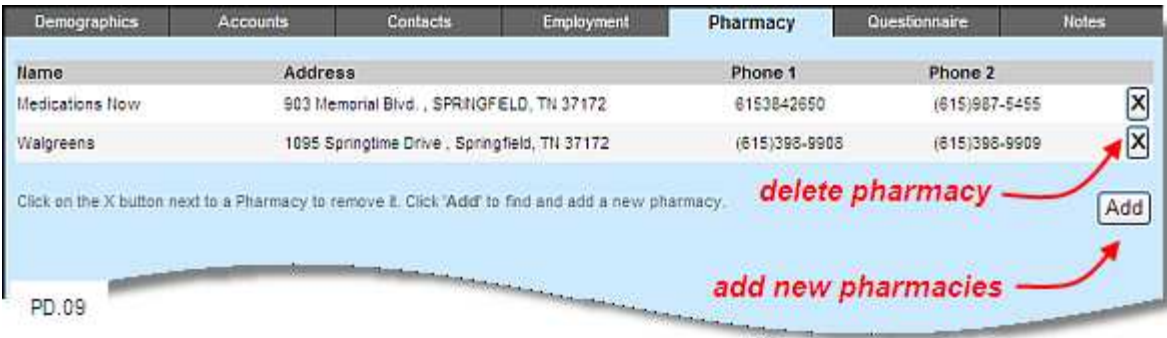 Demographics Accounts Contacts Employment Pharmacy Questionnaire Notes
Name Address Phone 1 Phone 2
Medications Now 903 Memorial Blvd. , SPRINGFIELD, TN 37172 6153842650 (615)987-5455 X
Walgreens 1095 Springtime Drive , Springfield, TN 37172 (615)398-9908 (615)398-9909 X
delete pharmacy
Click on the X button next to a Pharmacy to remove it. Click 'Add' to find and add a new pharmacy.
Add
add new pharmacies
PD.09